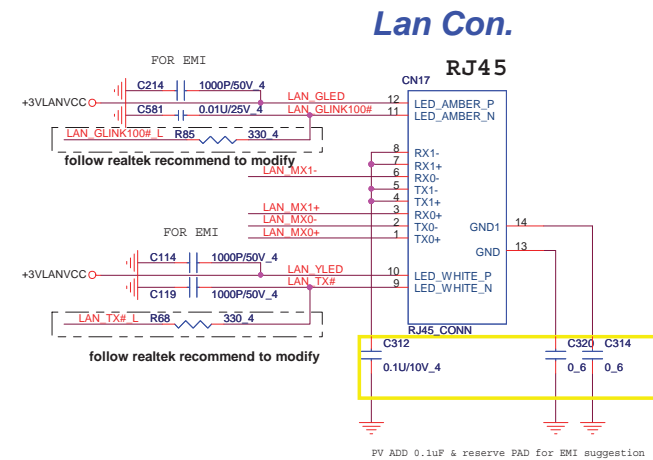 Lan Con.
FOR EMI
RJ45
CN17
C214 1000P/50V_4
+3VLANVCC
LAN_GLED 12 LED_AMBER_P
C581 0.01U/25V_4 LAN_GLINK100# 11 LED_AMBER_N
LAN_GLINK100#_L R85 330_4
follow realtek recommend to modify
8 RX1-
7 RX1+
LAN_MX1- 6 RX0-
5 TX1-
4 TX1+
LAN_MX1+ 3 RX0+
LAN_MX0- 2 TX0- GND1 14
LAN_MX0+ 1 TX0+
FOR EMI
GND 13
C114 1000P/50V_4
+3VLANVCC
LAN_YLED 10 LED_WHITE_P
LAN_TX# 9 LED_WHITE_N
C119 1000P/50V_4
LAN_TX#_L R68 330_4
RJ45_CONN
follow realtek recommend to modify
C312 C320 C314
0.1U/10V_4 0_6 0_6
PV ADD 0.1uF & reserve PAD for EMI suggestion